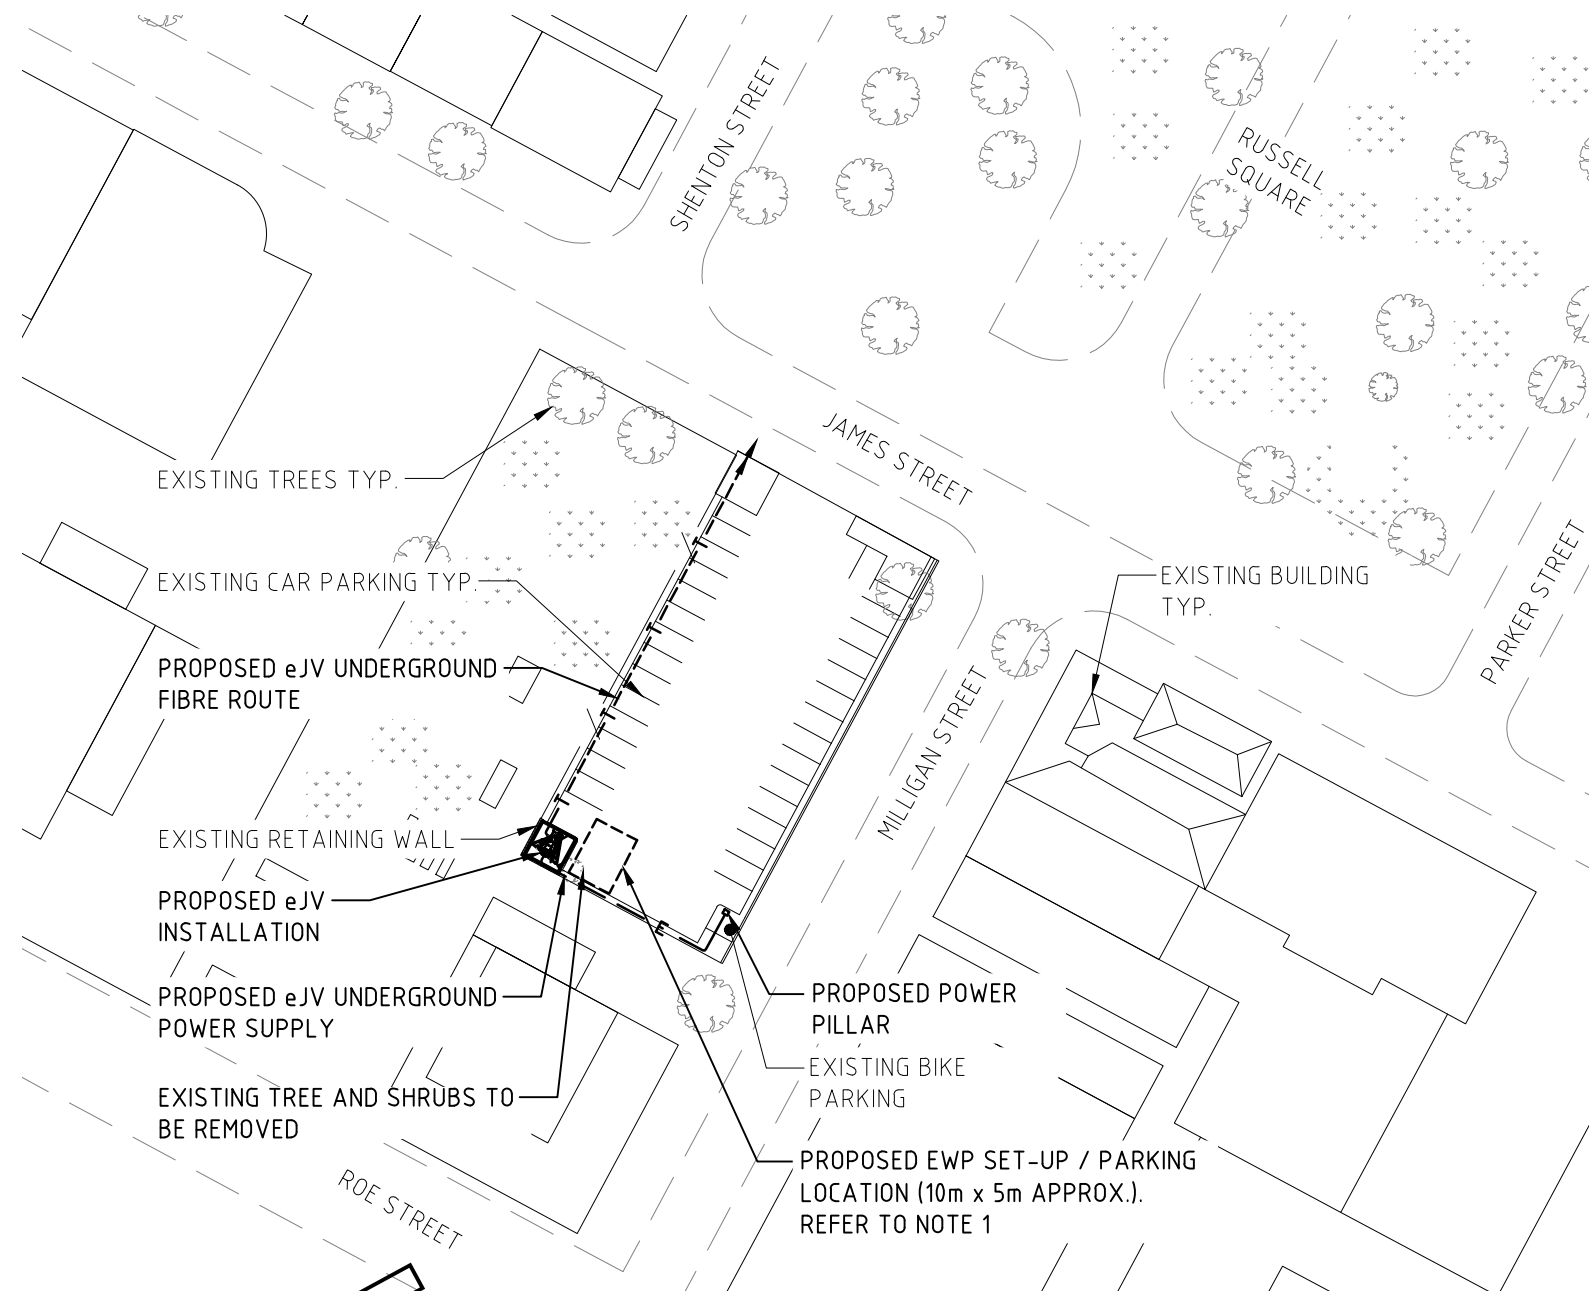 SHENTON STREET
RUSSELL
SQUARE
JAMES STREET
EXISTING TREES TYP.
EXISTING CAR PARKING TYP.
EXISTING BUILDING
TYP.
PARKER STREET
PROPOSED eJV UNDERGROUND
FIBRE ROUTE
MILLIGAN STREET
EXISTING RETAINING WALL
PROPOSED eJV
INSTALLATION
PROPOSED eJV UNDERGROUND
POWER SUPPLY
PROPOSED POWER
PILLAR
EXISTING BIKE
PARKING
EXISTING TREE AND SHRUBS TO
BE REMOVED
PROPOSED EWP SET-UP / PARKING
LOCATION (10m x 5m APPROX.).
REFER TO NOTE 1
ROE STREET